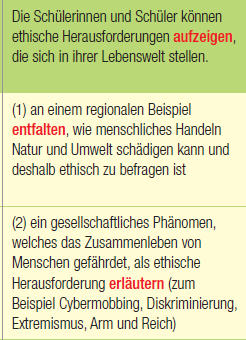 Die Schülerinnen und Schüler können
ethische Herausforderungen aufzeigen,
die sich in ihrer Lebenswelt stellen.
(1) an einem regionalen Beispiel
entfalten, wie menschliches Handeln
Natur und Umwelt schädigen kann und
deshalb ethisch zu befragen ist
(2) ein gesellschaftliches Phänomen,
welches das Zusammenleben von
Menschen gefährdet, als ethische
Herausforderung erläutern (zum
Beispiel Cybermobbing, Diskriminierung,
Extremismus, Arm und Reich)